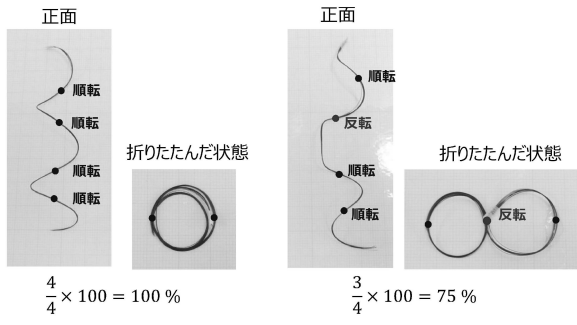 正面
順転
順転
順転
順転
折りたたんだ状態
4/4 × 100 = 100 %
正面
順転
反転
順転
順転
折りたたんだ状態
反転
3/4 × 100 = 75 %